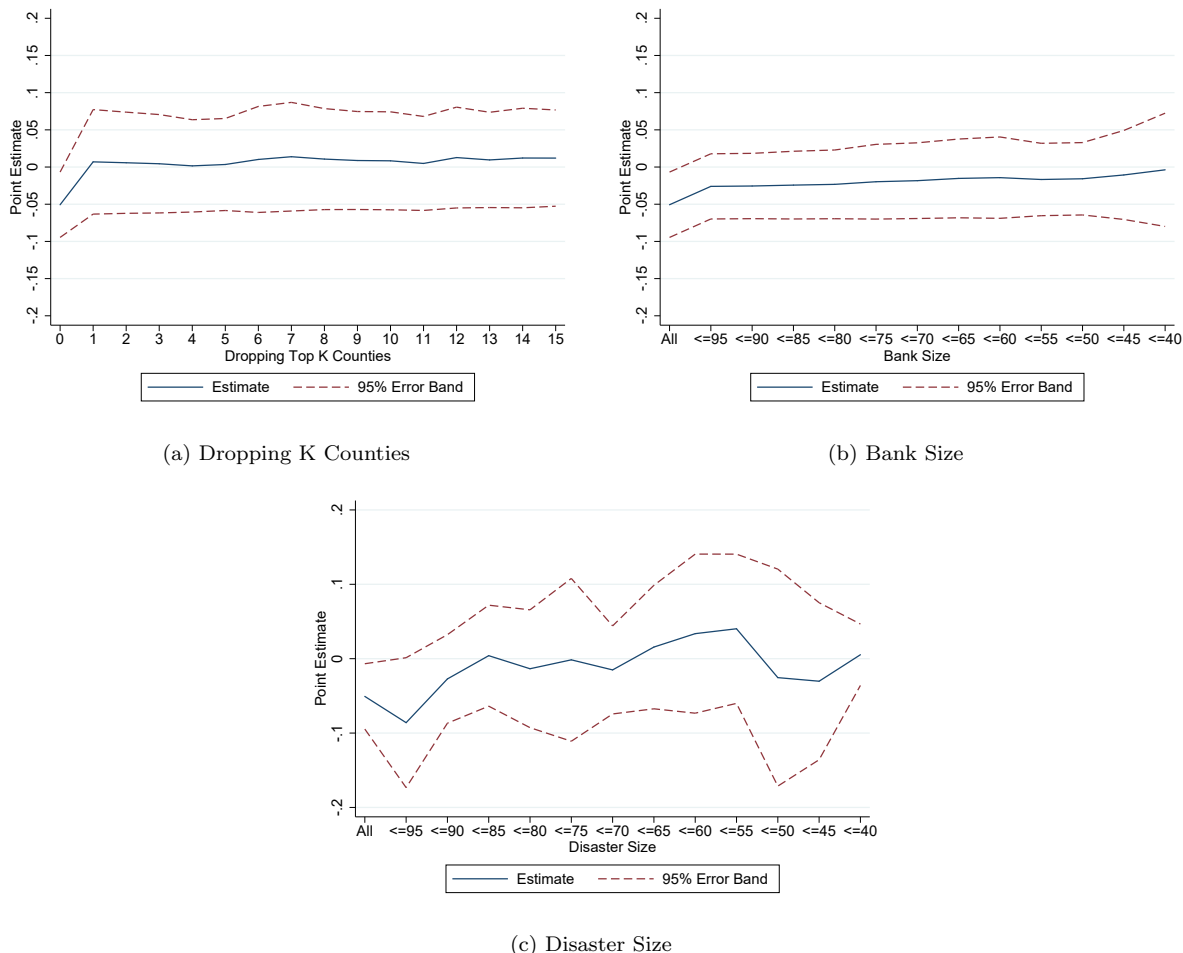 .2
.15
.1
.05
0
-.05
-.1
-.15
-.2
Point Estimate
0 1 2 3 4 5 6 7 8 9 10 11 12 13 14 15
Dropping Top K Counties
Estimate 95% Error Band
(a) Dropping K Counties
.2
.15
.1
.05
0
-.05
-.1
-.15
-.2
Point Estimate
All <=95 <=90 <=85 <=80 <=75 <=70 <=65 <=60 <=55 <=50 <=45 <=40
Bank Size
Estimate 95% Error Band
(b) Bank Size
.2
.1
0
-.1
-.2
Point Estimate
All <=95 <=90 <=85 <=80 <=75 <=70 <=65 <=60 <=55 <=50 <=45 <=40
Disaster Size
Estimate 95% Error Band
(c) Disaster Size